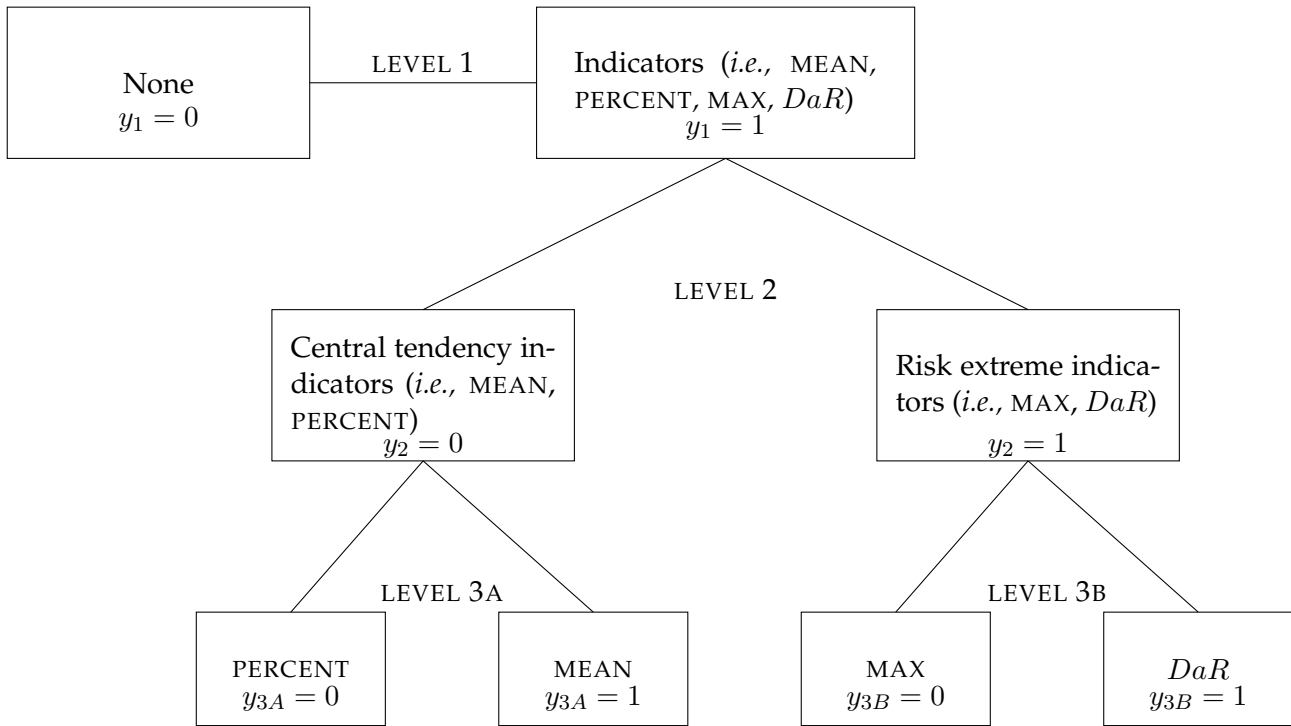 None
y₁ = 0
LEVEL 1
Indicators (i.e., MEAN,
PERCENT, MAX, DaR)
y₁ = 1
LEVEL 2
Central tendency in-
dicators (i.e., MEAN,
PERCENT)
y₂ = 0
Risk extreme indica-
tors (i.e., MAX, DaR)
y₂ = 1
LEVEL 3A
LEVEL 3B
PERCENT
y₃A = 0
MEAN
y₃A = 1
MAX
y₃B = 0
DaR
y₃B = 1